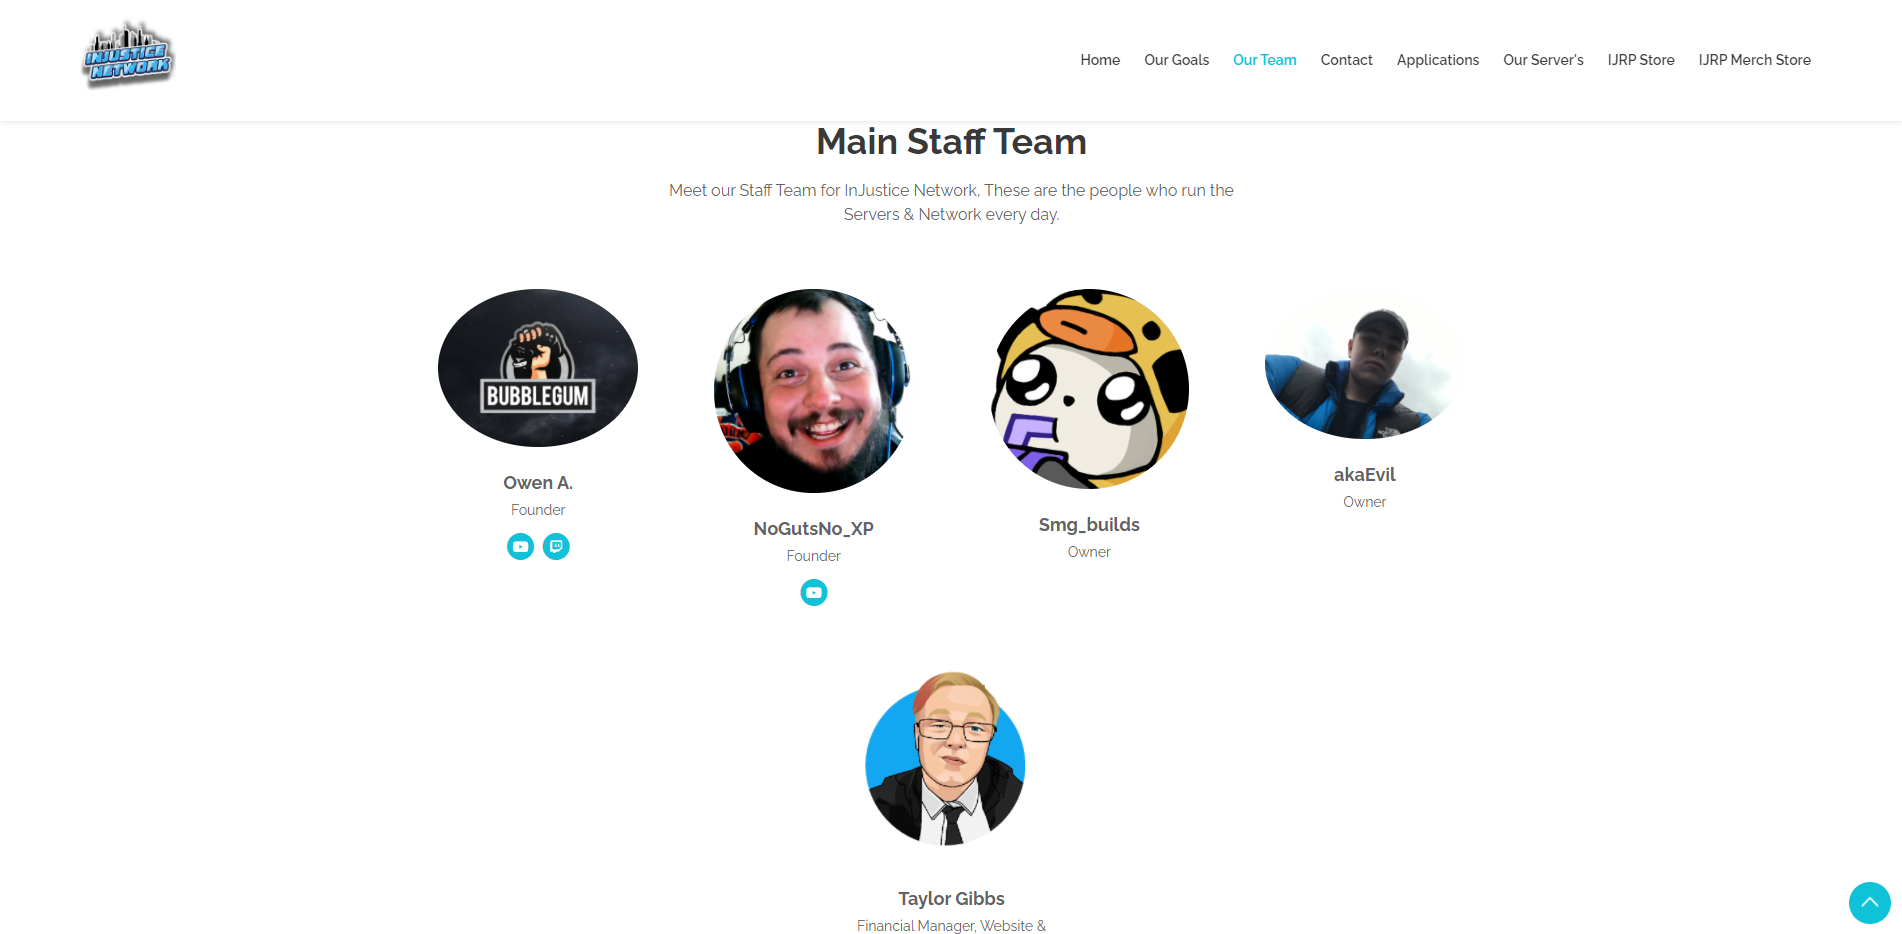 INJUSTICE
NETWORK
Home Our Goals Our Team Contact Applications Our Server's IJRP Store IJRP Merch Store
Main Staff Team
Meet our Staff Team for InJustice Network, These are the people who run the
Servers & Network every day.
BUBBLEGUM
Owen A.
Founder
NoGutsNo_XP
Founder
Smg_builds
Owner
akaEvil
Owner
Taylor Gibbs
Financial Manager, Website &